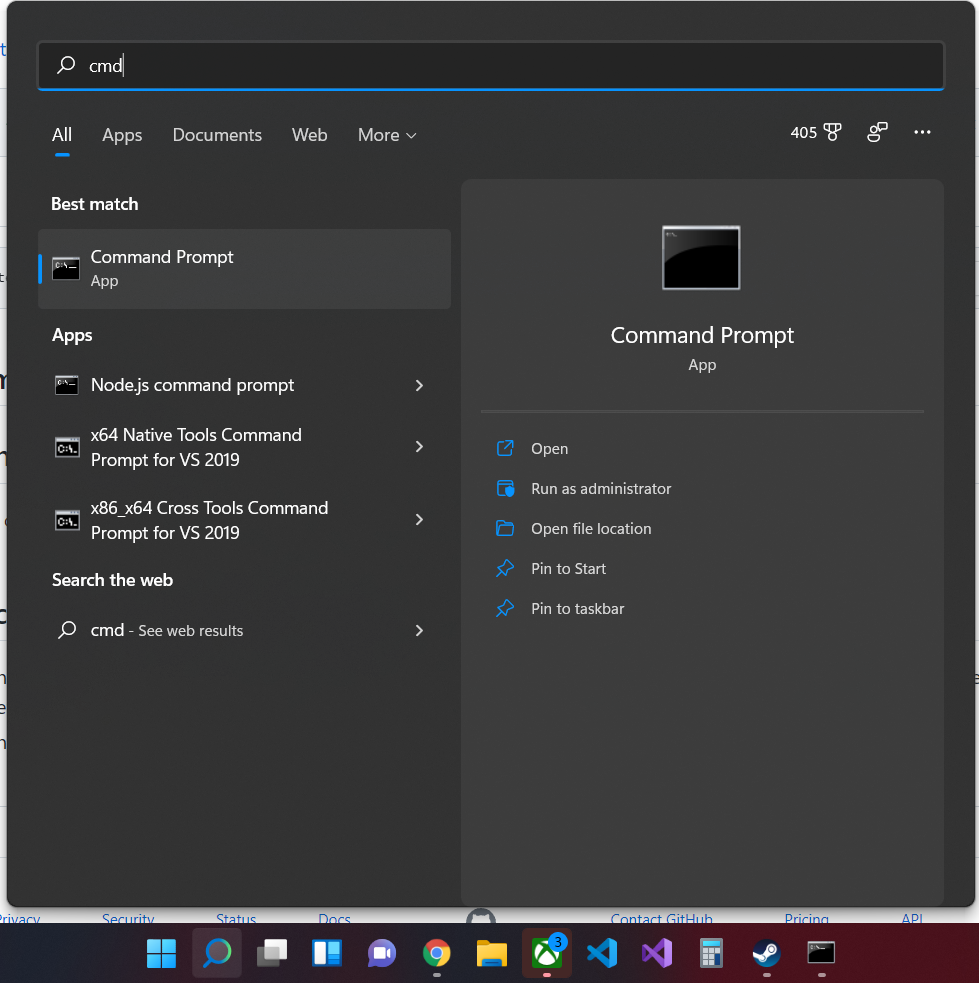 cmd
All Apps Documents Web More
405
Best match
Command Prompt
App
Apps
Node.js command prompt
x64 Native Tools Command
Prompt for VS 2019
x86_x64 Cross Tools Command
Prompt for VS 2019
Search the web
cmd - See web results
Command Prompt
App
Open
Run as administrator
Open file location
Pin to Start
Pin to taskbar
Privacy Security Status Docs Contact GitHub Pricing API
3